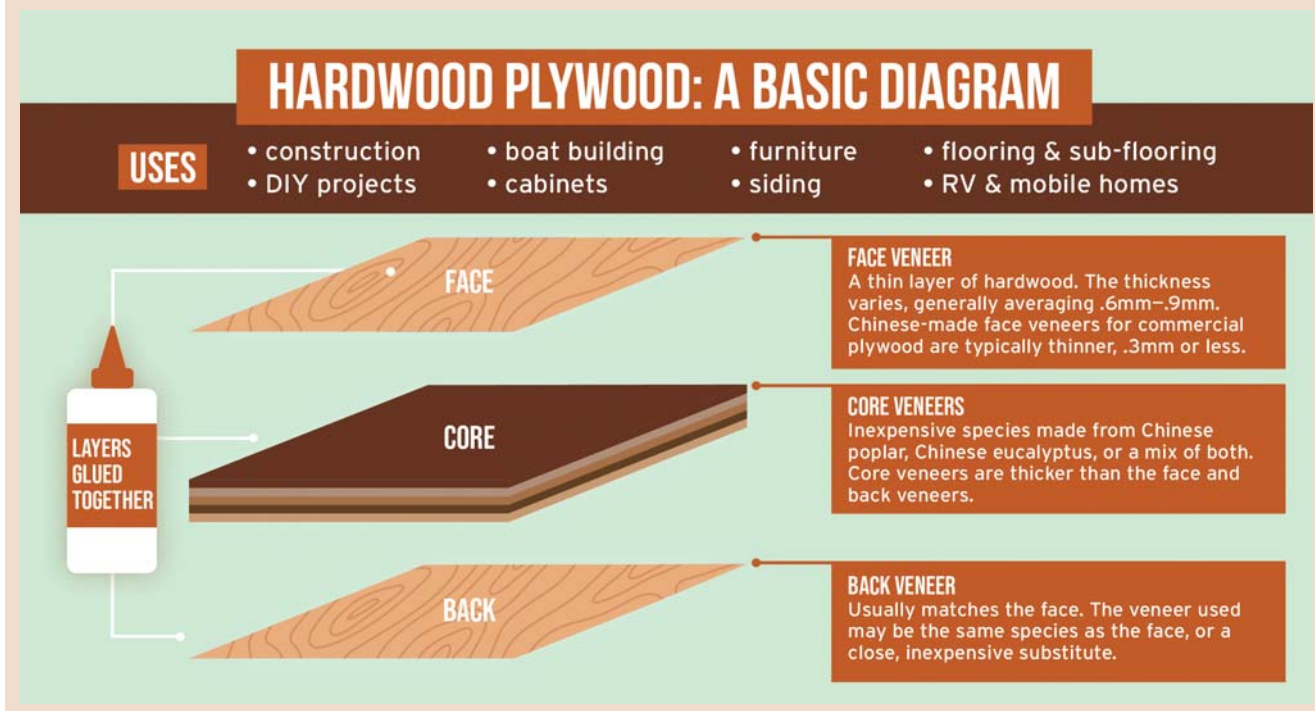 HARDWOOD PLYWOOD: A BASIC DIAGRAM
USES
• construction
• DIY projects
• boat building
• cabinets
• furniture
• siding
• flooring & sub-flooring
• RV & mobile homes
FACE
FACE VENEER
A thin layer of hardwood. The thickness
varies, generally averaging .6mm–.9mm.
Chinese-made face veneers for commercial
plywood are typically thinner, .3mm or less.
LAYERS
GLUED
TOGETHER
CORE
CORE VENEERS
Inexpensive species made from Chinese
poplar, Chinese eucalyptus, or a mix of both.
Core veneers are thicker than the face and
back veneers.
BACK
BACK VENEER
Usually matches the face. The veneer used
may be the same species as the face, or a
close, inexpensive substitute.